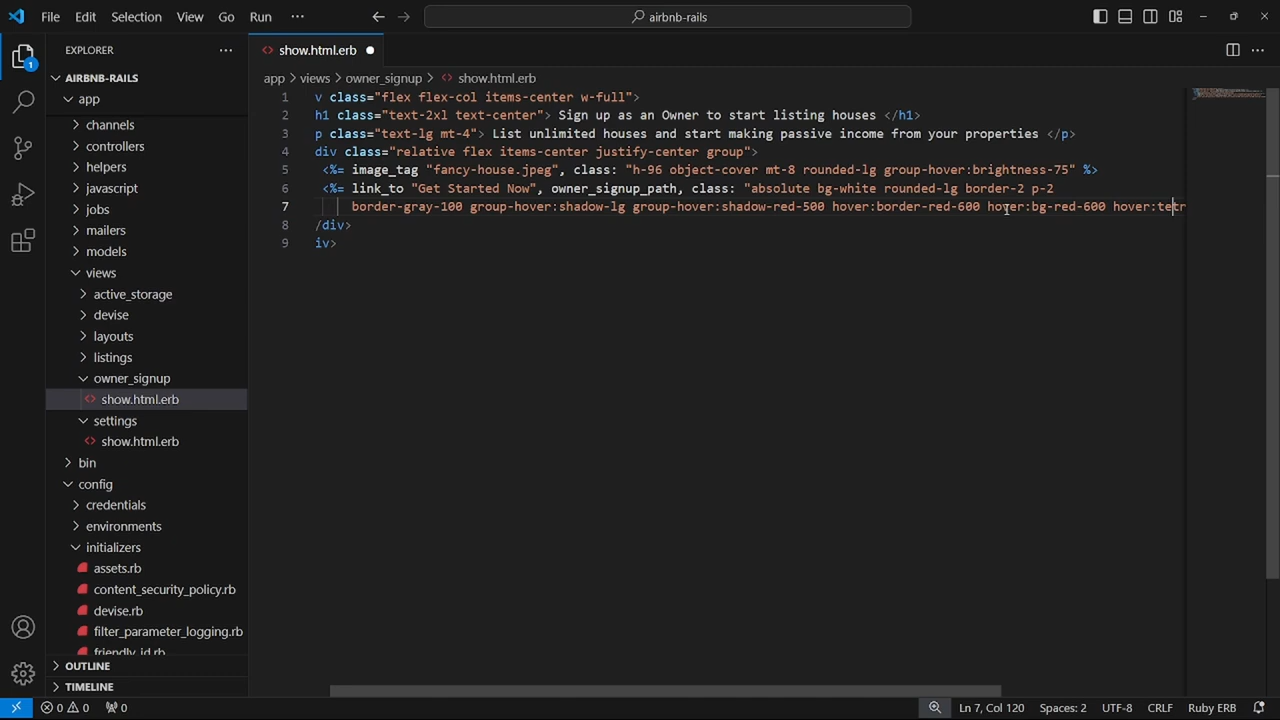 File Edit Selection View Go Run ··· airbnb-rails
EXPLORER ···
show.html.erb
AIRBNB-RAILS
app > views > owner_signup > show.html.erb
app
channels
controllers
helpers
javascript
jobs
mailers
models
views
active_storage
devise
layouts
listings
owner_signup
show.html.erb
settings
show.html.erb
bin
config
credentials
environments
initializers
assets.rb
content_security_policy.rb
devise.rb
filter_parameter_logging.rb
friendly_id.rb
OUTLINE
TIMELINE
1 v class="flex flex-col items-center w-full">
2 h1 class="text-2xl text-center"> Sign up as an Owner to start listing houses </h1>
3 p class="text-lg mt-4"> List unlimited houses and start making passive income from your properties </p>
4 div class="relative flex items-center justify-center group">
5 <%= image_tag "fancy-house.jpeg", class: "h-96 object-cover mt-8 rounded-lg group-hover:brightness-75" %>
6 <%= link_to "Get Started Now", owner_signup_path, class: "absolute bg-white rounded-lg border-2 p-2
7 border-gray-100 group-hover:shadow-lg group-hover:shadow-red-500 hover:border-red-600 hover:bg-red-600 hover:tetr
8 /div>
9 iv>
1
0 0 0 Ln 7, Col 120 Spaces: 2 UTF-8 CRLF Ruby ERB